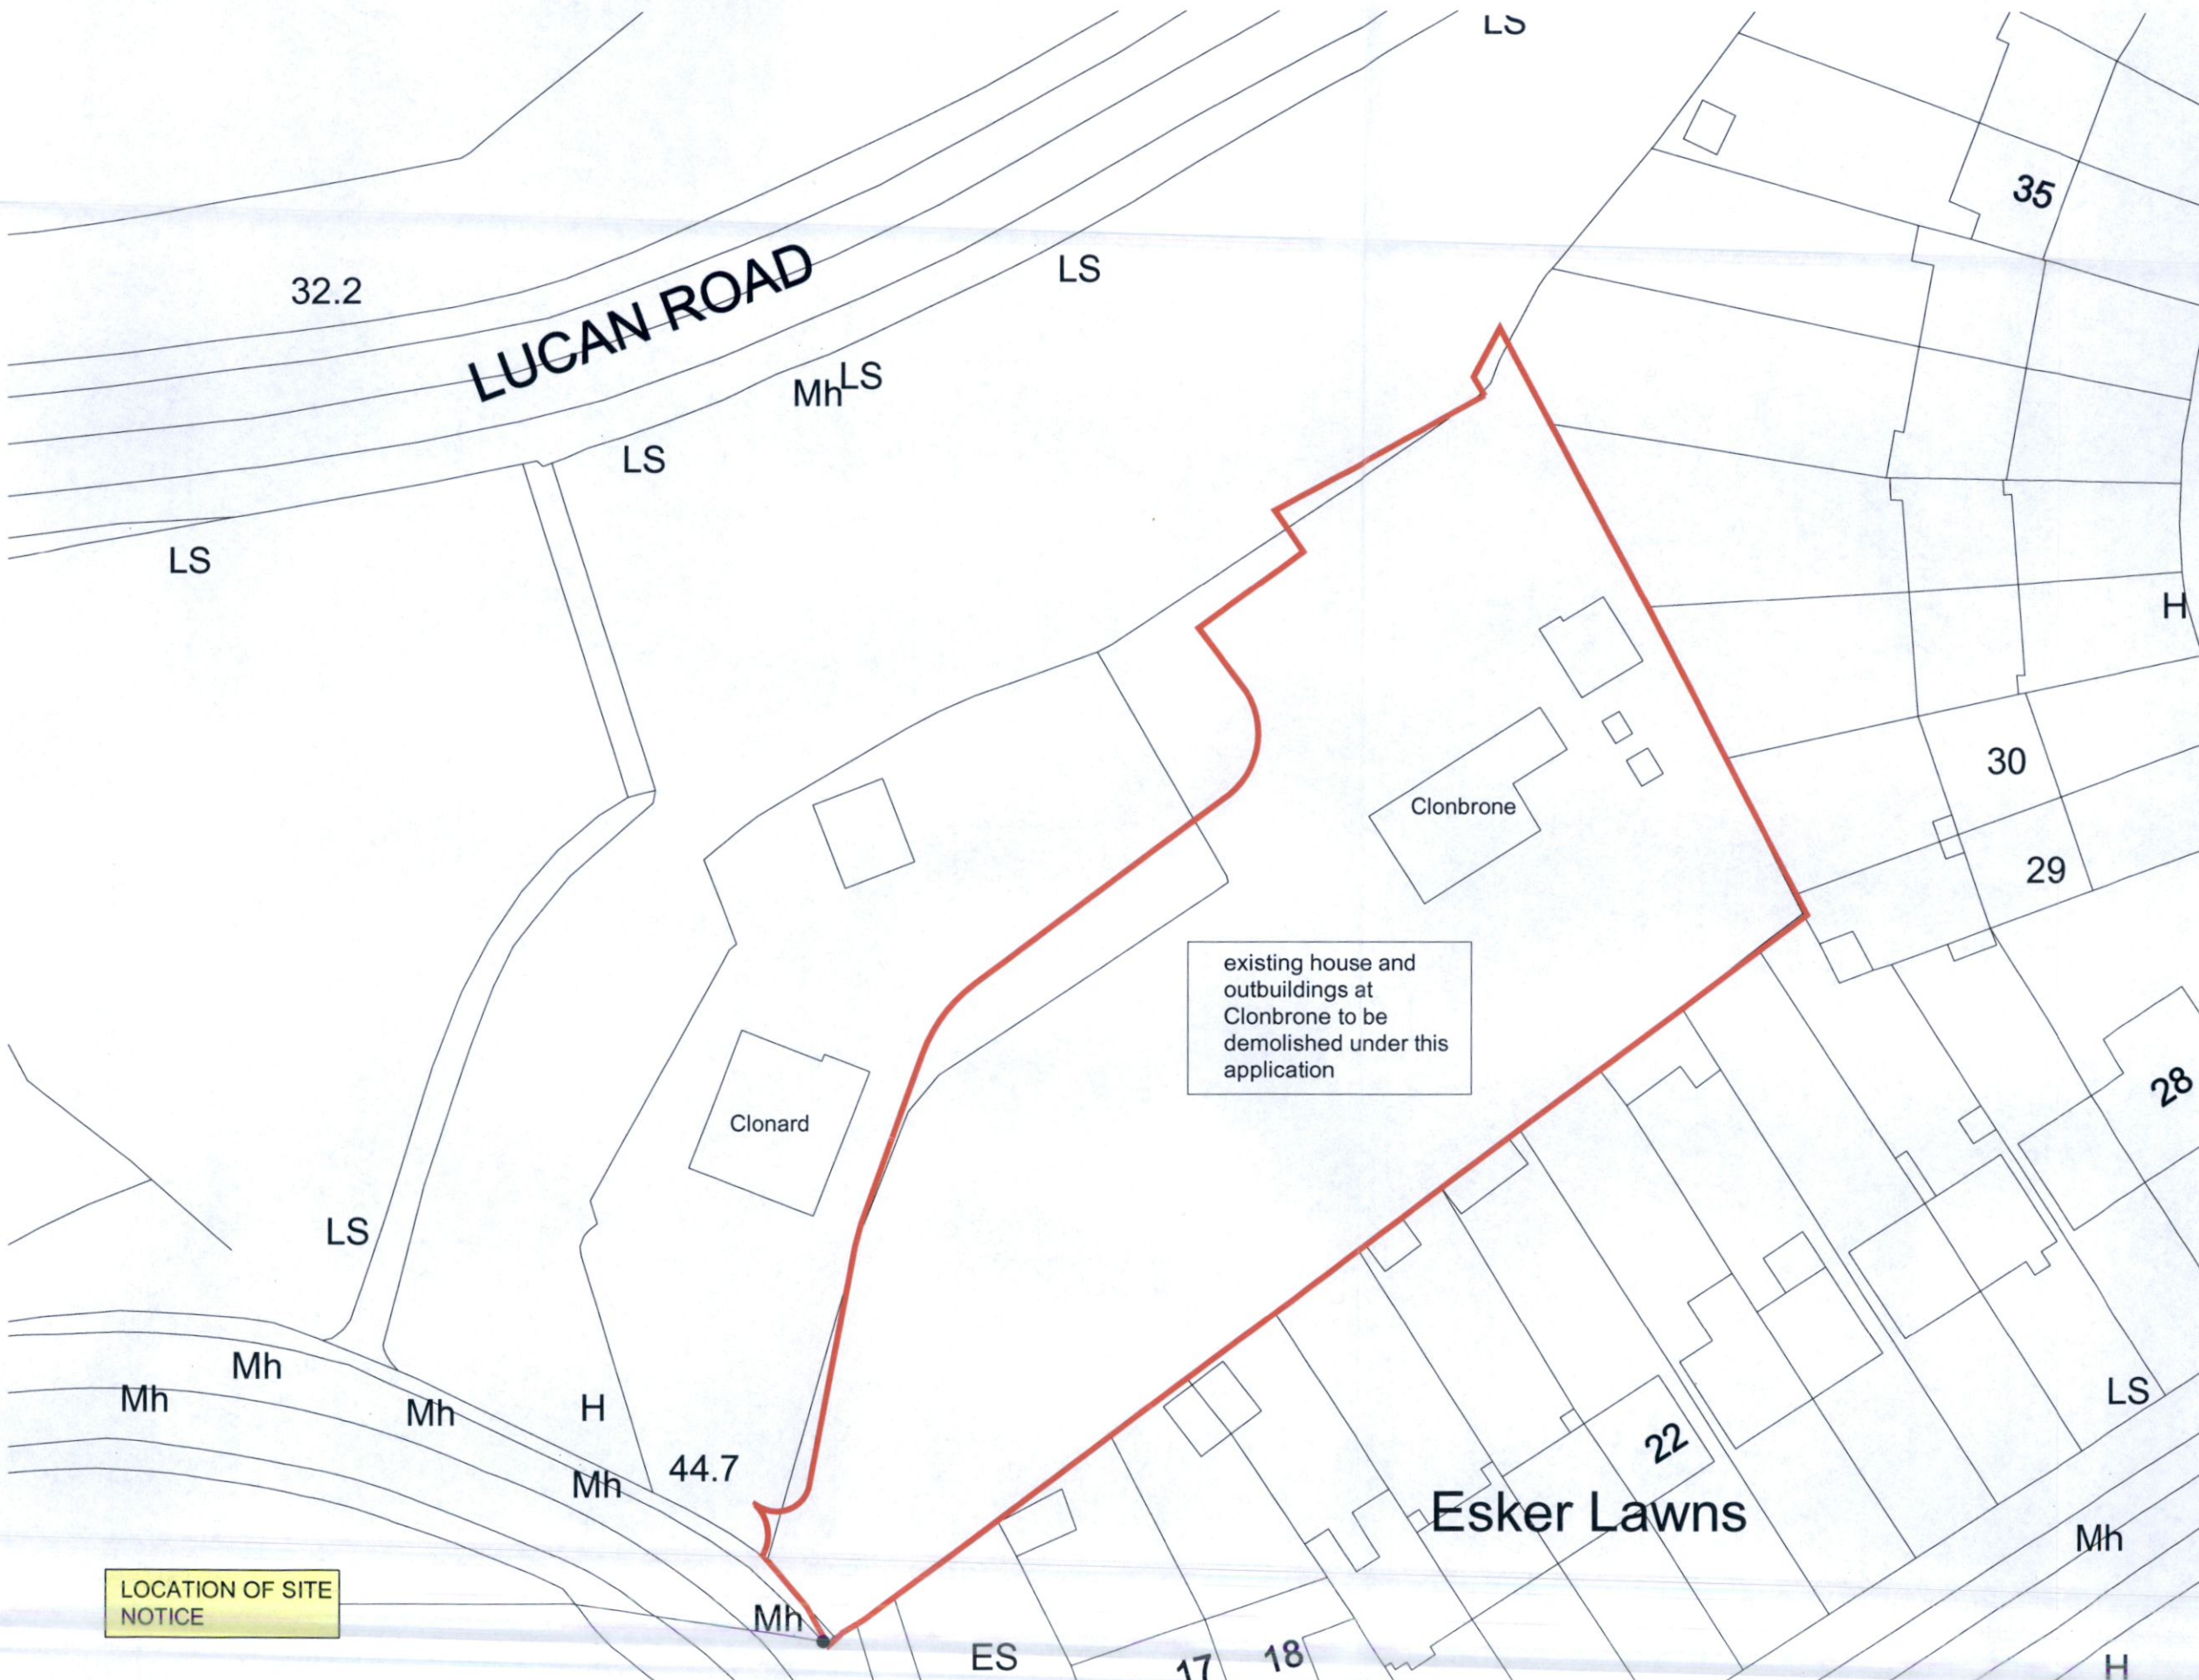 LS
35
32.2
LUCAN ROAD
LS
Mh
LS
LS
LS
H
30
Clonbrone
29
existing house and
outbuildings at
Clonbrone to be
demolished under this
application
28
Clonard
LS
Mh
Mh
Mh
H
LS
22
44.7
Mh
Esker Lawns
Mh
LOCATION OF SITE
NOTICE
Mh
ES
17
18
H